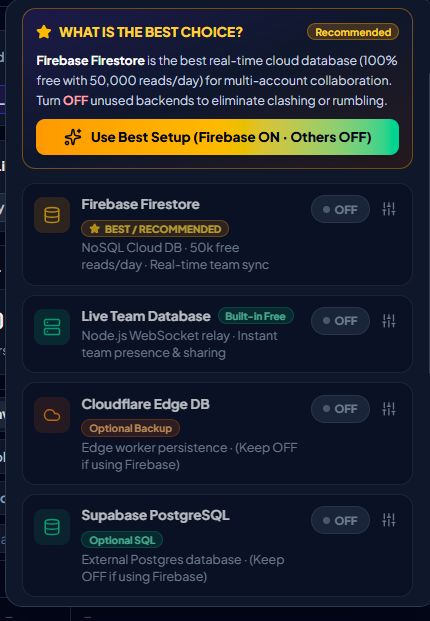 WHAT IS THE BEST CHOICE?
Recommended
Firebase Firestore is the best real-time cloud database (100%
free with 50,000 reads/day) for multi-account collaboration.
Turn OFF unused backends to eliminate clashing or rumbling.
Use Best Setup (Firebase ON · Others OFF)
Firebase Firestore
OFF
BEST / RECOMMENDED
NoSQL Cloud DB · 50k free
reads/day · Real-time team sync
Live Team Database
Built-in Free
OFF
Node.js WebSocket relay · Instant
team presence & sharing
Cloudflare Edge DB
OFF
Optional Backup
Edge worker persistence · (Keep OFF
if using Firebase)
Supabase PostgreSQL
OFF
Optional SQL
External Postgres database · (Keep
OFF if using Firebase)